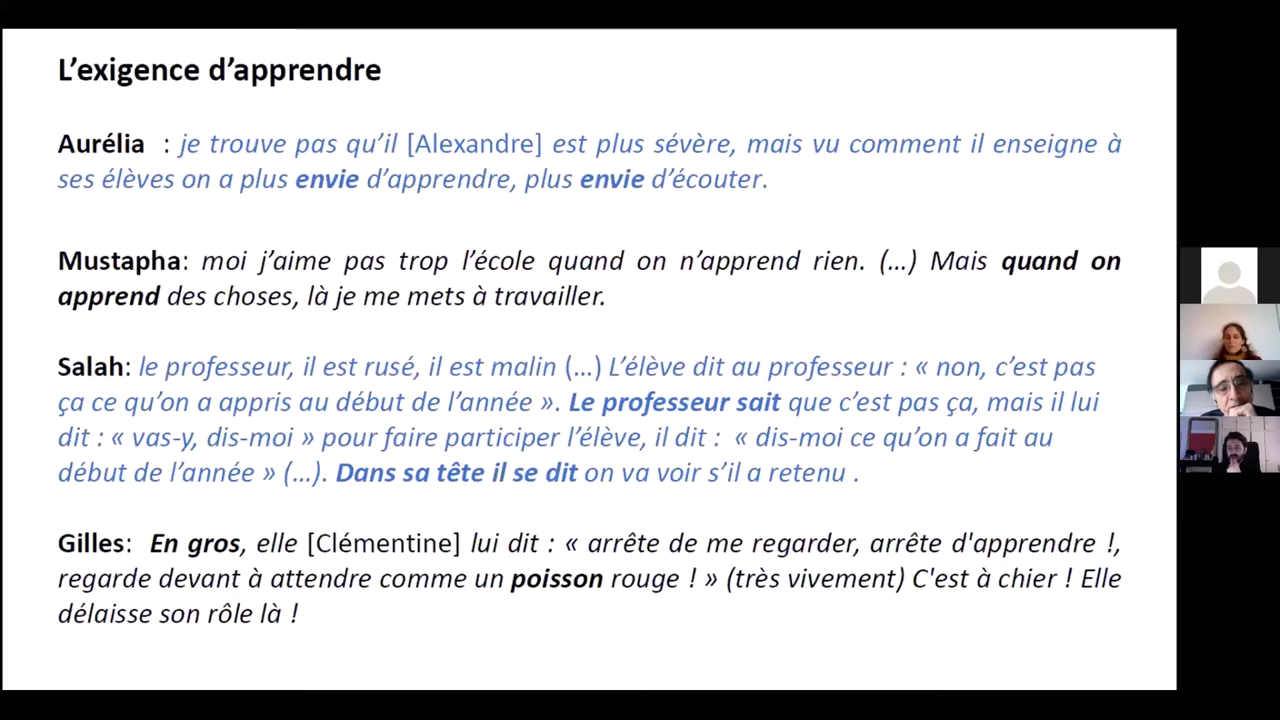 L’exigence d’apprendre
Aurélia : je trouve pas qu’il [Alexandre] est plus sévère, mais vu comment il enseigne à
ses élèves on a plus envie d’apprendre, plus envie d’écouter.
Mustapha: moi j’aime pas trop l’école quand on n’apprend rien. (…) Mais quand on
apprend des choses, là je me mets à travailler.
Salah: le professeur, il est rusé, il est malin (…) L’élève dit au professeur : « non, c’est pas
ça ce qu’on a appris au début de l’année ». Le professeur sait que c’est pas ça, mais il lui
dit : « vas-y, dis-moi » pour faire participer l’élève, il dit : « dis-moi ce qu’on a fait au
début de l’année » (…). Dans sa tête il se dit on va voir s’il a retenu .
Gilles: En gros, elle [Clémentine] lui dit : « arrête de me regarder, arrête d'apprendre !,
regarde devant à attendre comme un poisson rouge ! » (très vivement) C'est à chier ! Elle
délaisse son rôle là !